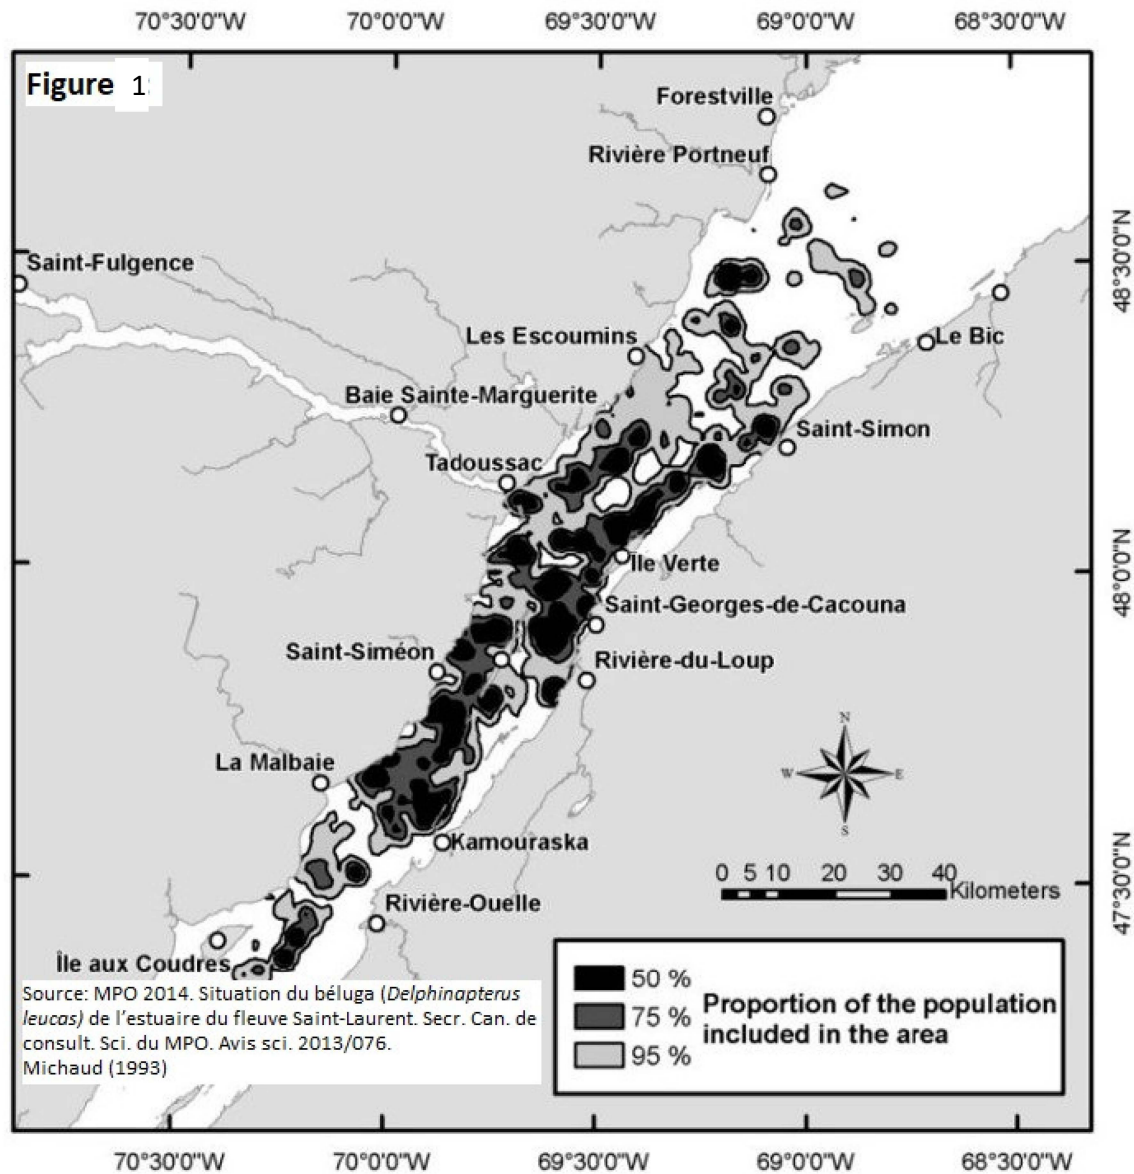 70°30'0"W 70°00'0"W 69°30'0"W 69°00'0"W 68°30'0"W
Figure 1:
Forestville
Rivière Portneuf
48°30'0"N
Saint-Fulgence
Les Escoumins
Le Bic
Baie Sainte-Marguerite
Saint-Simon
Tadoussac
48°0'0"N
Île Verte
Saint-Georges-de-Cacouna
Saint-Siméon
Rivière-du-Loup
N
W E
S
La Malbaie
Kamouraska
0 5 10 20 30 40
Kilometers
47°30'0"N
Rivière-Ouelle
Île aux Coudres
50 %
75 %
95 %
Proportion of the population
included in the area
Source: MPO 2014. Situation du béluga (Delphinapterus
leucas) de l'estuaire du fleuve Saint-Laurent. Secr. Can. de
consult. Sci. du MPO. Avis sci. 2013/076.
Michaud (1993)
70°30'0"W 70°00'0"W 69°30'0"W 69°00'0"W 68°30'0"W